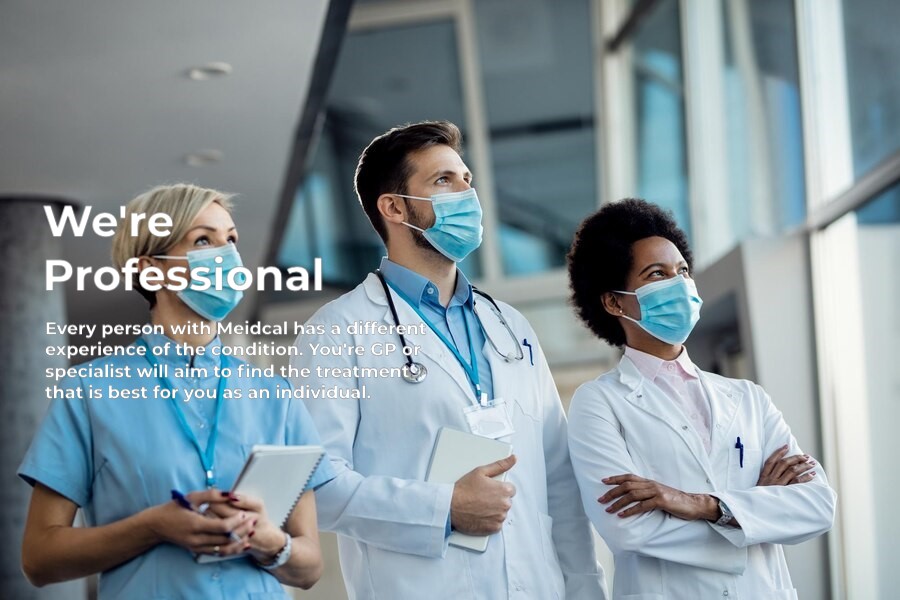 We're
Professional
Every person with Meidcal has a different
experience of the condition. You're GP or
specialist will aim to find the treatment
that is best for you as an individual.